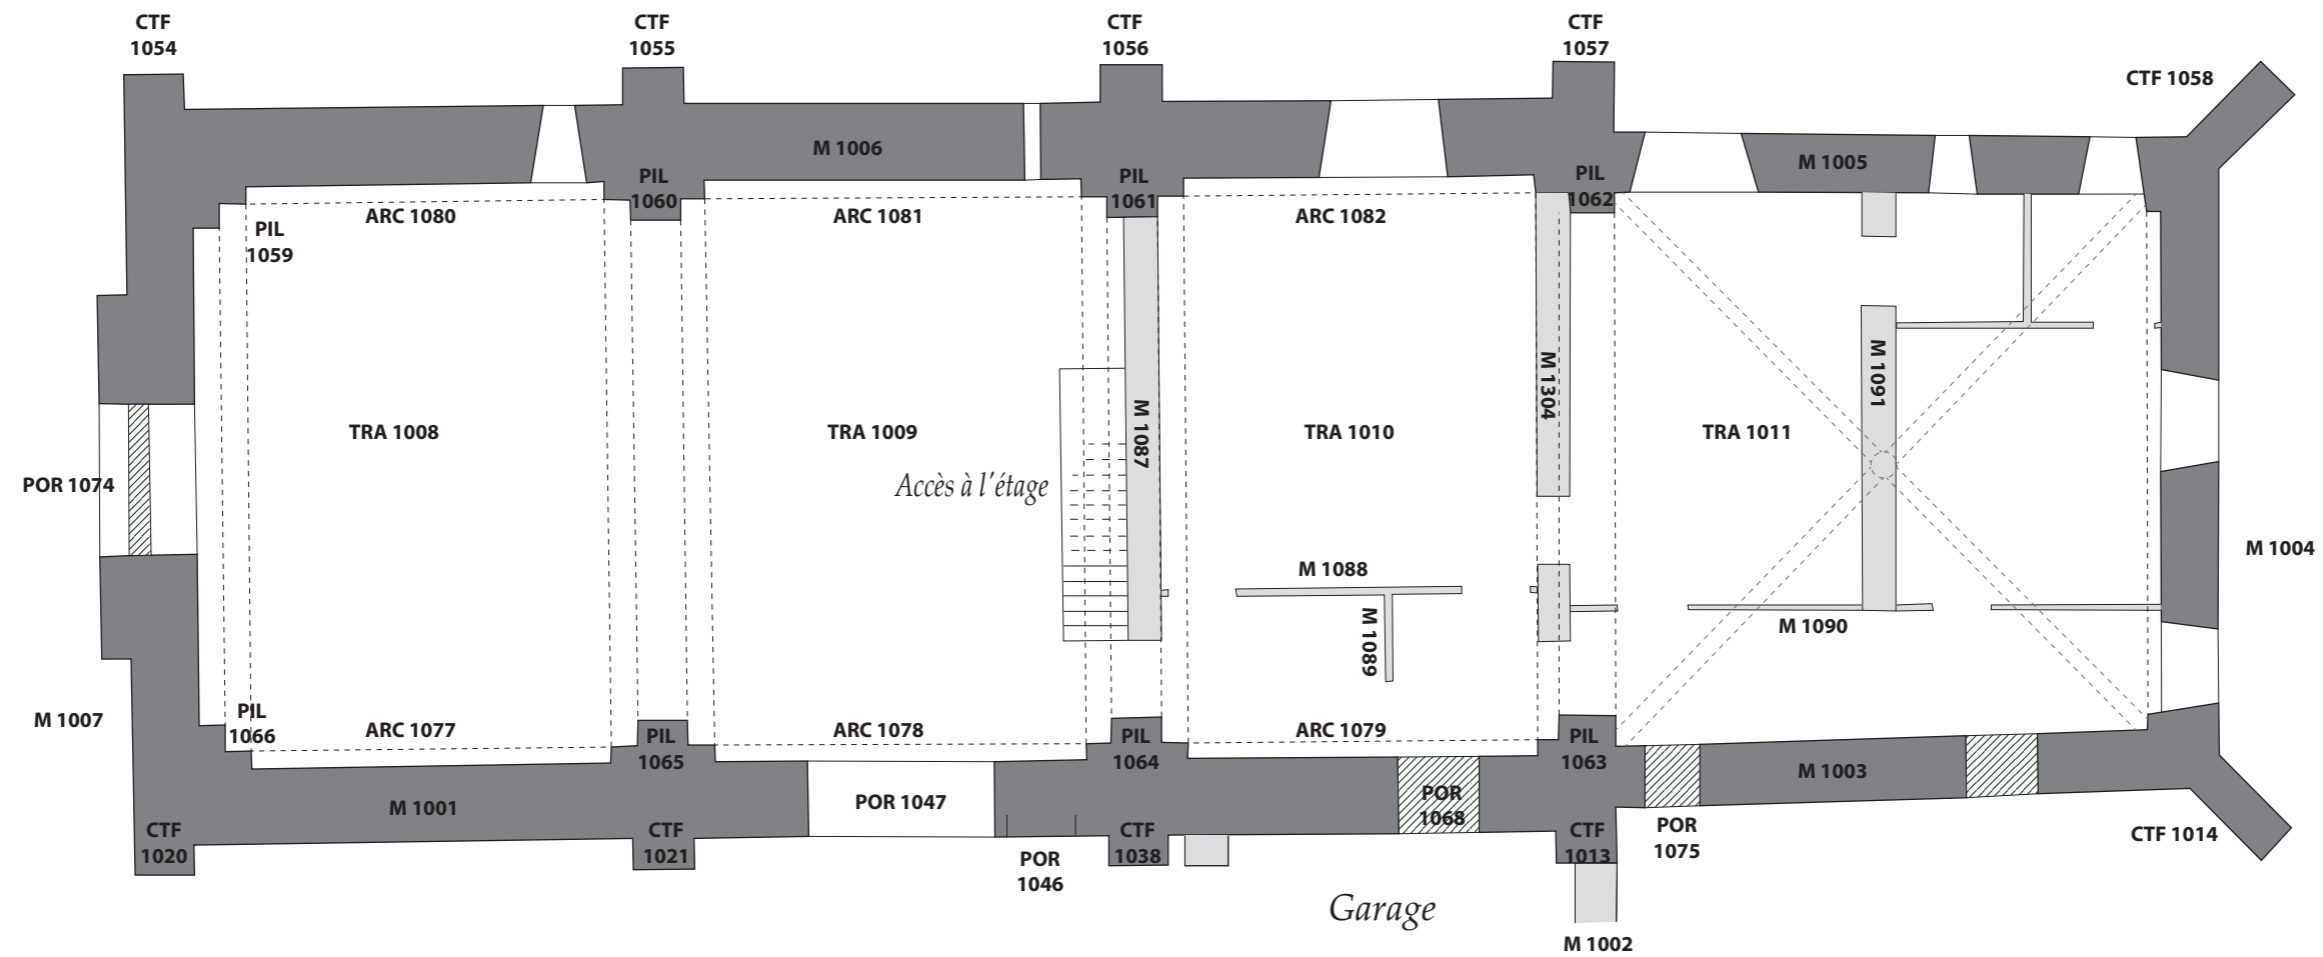 CTF
1054
CTF
1055
CTF
1056
CTF
1057
CTF 1058
M 1006
M 1005
PIL
1060
PIL
1061
PIL
1062
ARC 1080
ARC 1081
ARC 1082
PIL
1059
M 1304
M 1091
M 1087
TRA 1008
TRA 1009
TRA 1010
TRA 1011
POR 1074
Accès à l'étage
M 1004
M 1088
M 1089
M 1090
M 1007
PIL
1066
ARC 1077
ARC 1078
ARC 1079
PIL
1065
PIL
1064
PIL
1063
M 1003
M 1001
POR 1047
POR
1068
CTF
1020
CTF
1021
CTF
1038
CTF
1013
POR
1075
CTF 1014
POR
1046
Garage
M 1002